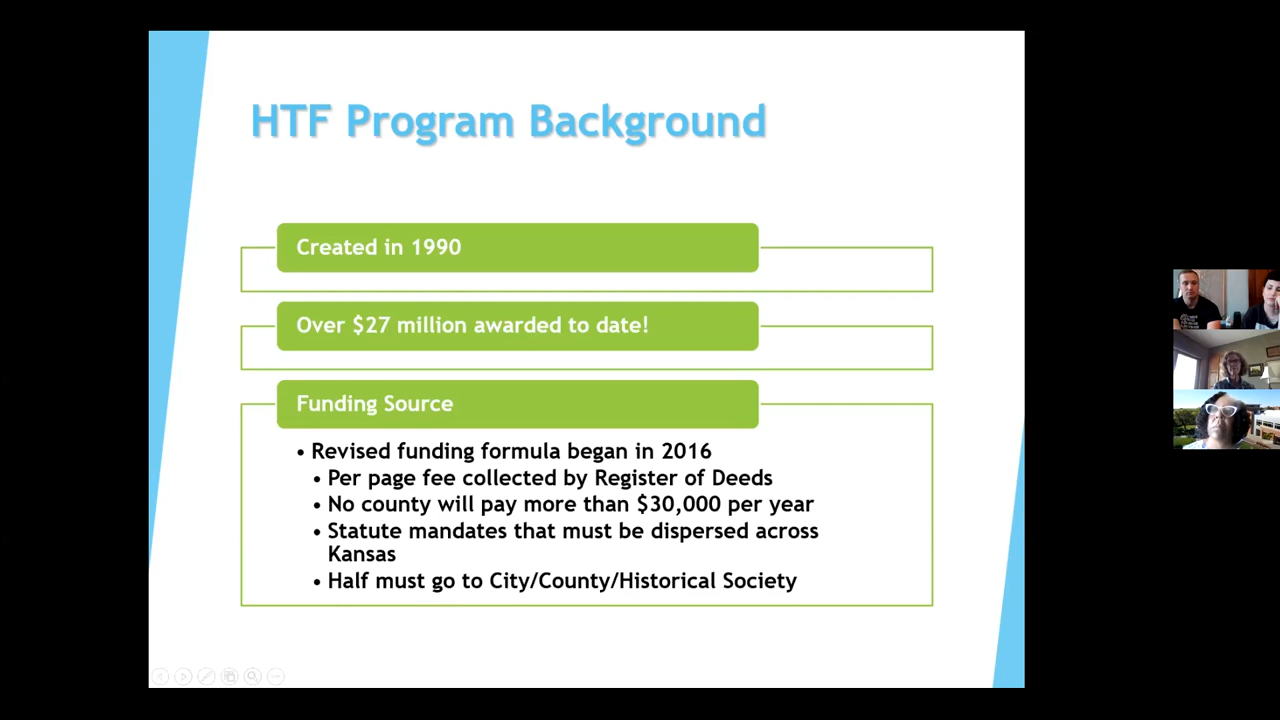 HTF Program Background
Created in 1990
Over $27 million awarded to date!
Funding Source
• Revised funding formula began in 2016
• Per page fee collected by Register of Deeds
• No county will pay more than $30,000 per year
• Statute mandates that must be dispersed across
Kansas
• Half must go to City/County/Historical Society